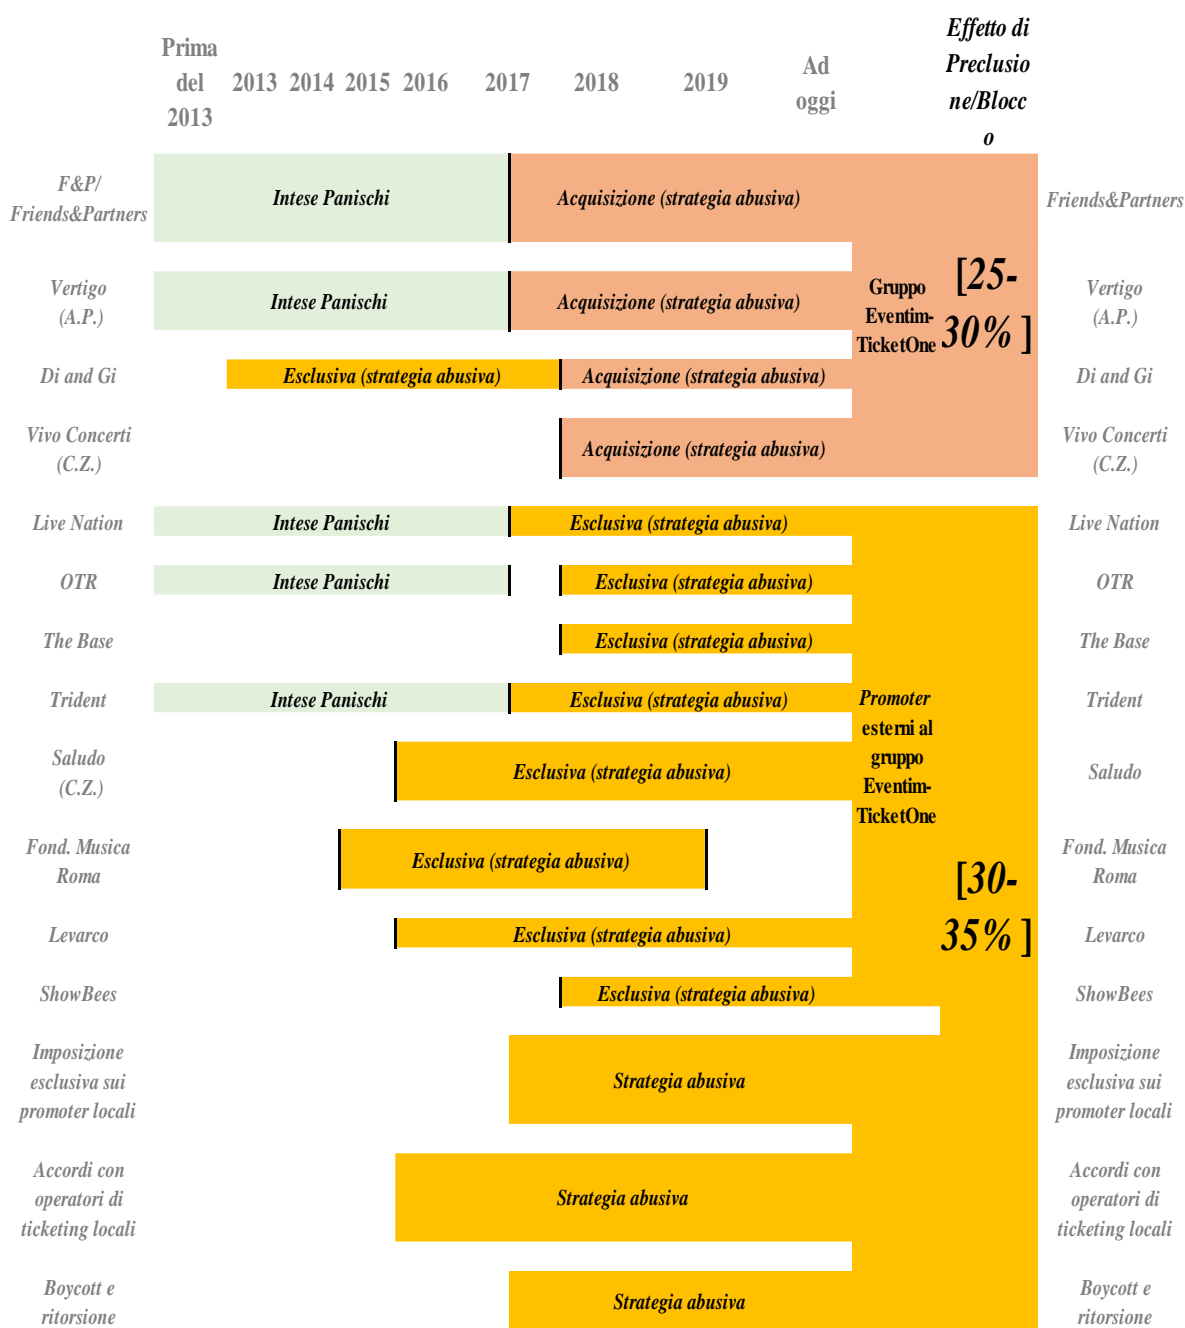 Effetto di
Preclusio
ne/Blocc
o
Prima
del
2013
2013 2014 2015 2016 2017 2018 2019
Ad
oggi
F&P/
Friends&Partners
Intese Panischi
Acquisizione (strategia abusiva)
Friends&Partners
Vertigo
(A.P.)
Intese Panischi
Acquisizione (strategia abusiva)
Gruppo
Eventim-
TicketOne
[25-
30% ]
Vertigo
(A.P.)
Di and Gi
Esclusiva (strategia abusiva)
Acquisizione (strategia abusiva)
Di and Gi
Vivo Concerti
(C.Z.)
Acquisizione (strategia abusiva)
Vivo Concerti
(C.Z.)
Live Nation
Intese Panischi
Esclusiva (strategia abusiva)
Live Nation
OTR
Intese Panischi
Esclusiva (strategia abusiva)
OTR
The Base
Esclusiva (strategia abusiva)
The Base
Trident
Intese Panischi
Esclusiva (strategia abusiva)
Promoter
esterni al
gruppo
Eventim-
TicketOne
Trident
Saludo
(C.Z.)
Esclusiva (strategia abusiva)
Saludo
Fond. Musica
Roma
Esclusiva (strategia abusiva)
[30-
35% ]
Fond. Musica
Roma
Levarco
Esclusiva (strategia abusiva)
Levarco
ShowBees
Esclusiva (strategia abusiva)
ShowBees
Imposizione
esclusiva sui
promoter locali
Strategia abusiva
Imposizione
esclusiva sui
promoter locali
Accordi con
operatori di
ticketing locali
Strategia abusiva
Accordi con
operatori di
ticketing locali
Boycott e
ritorsione
Strategia abusiva
Boycott e
ritorsione